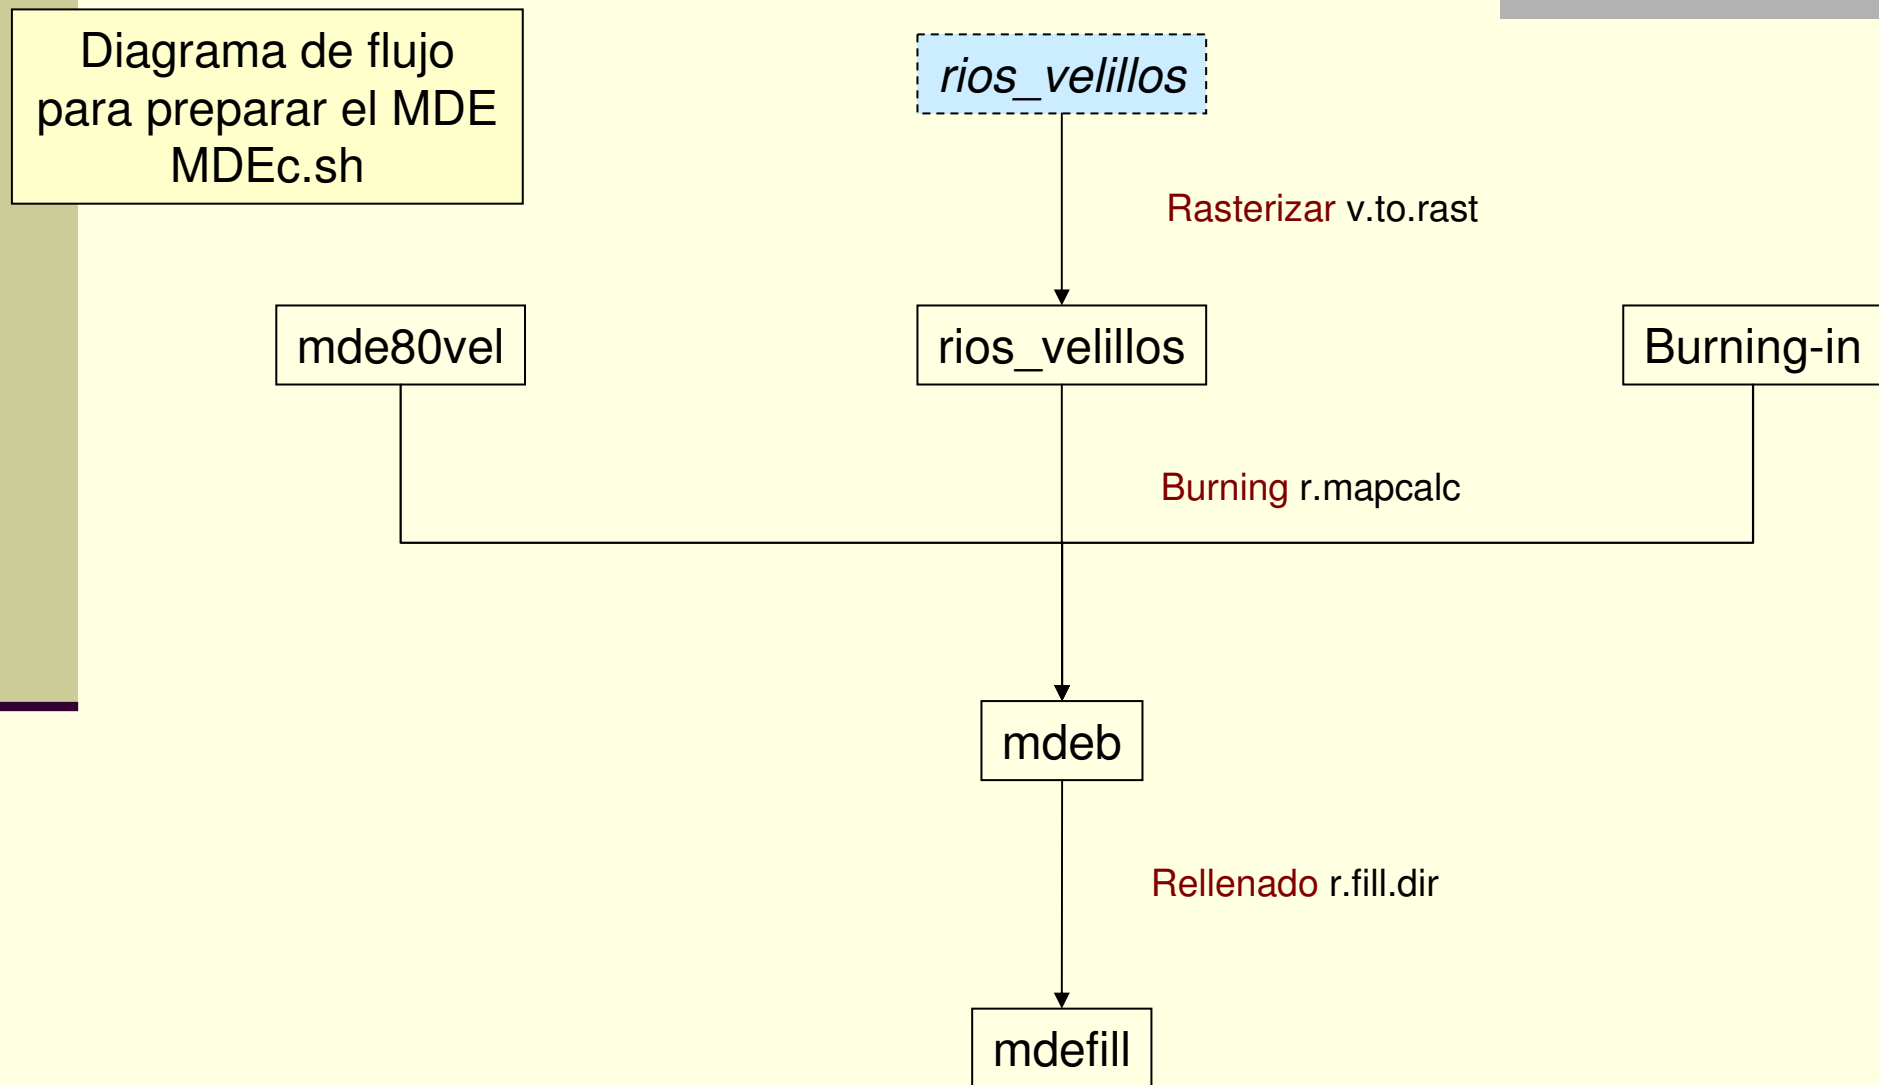 Diagrama de flujo
para preparar el MDE
MDEc.sh
rios_velillos
Rasterizar v.to.rast
mde80vel
rios_velillos
Burning-in
Burning r.mapcalc
mdeb
Rellenado r.fill.dir
mdefill